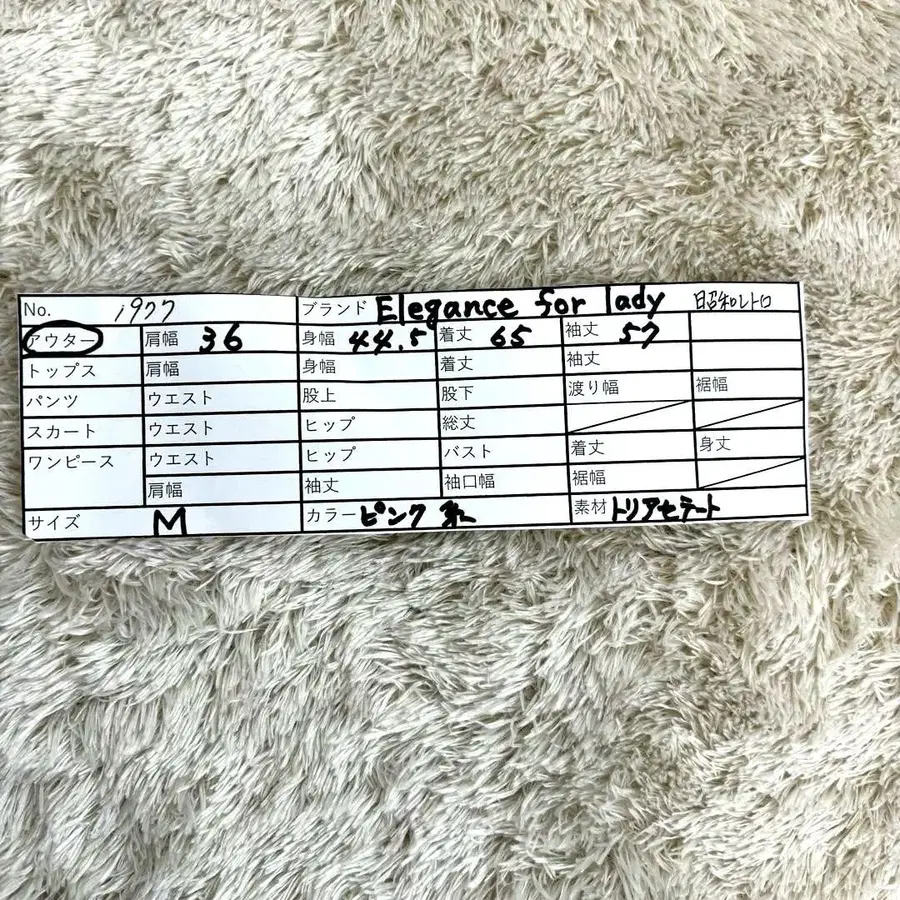 No. 1977 ブランド Elegance for lady 昭和レトロ
アウター 肩幅 36 身幅 44.5 着丈 65 袖丈 57
トップス 肩幅 身幅 着丈 袖丈
パンツ ウエスト 股上 股下 渡り幅 裾幅
スカート ウエスト ヒップ 総丈
ワンピース ウエスト ヒップ バスト 着丈 身丈
肩幅 袖丈 袖口幅 裾幅
サイズ M カラー ピンク系 素材 トリアセテート